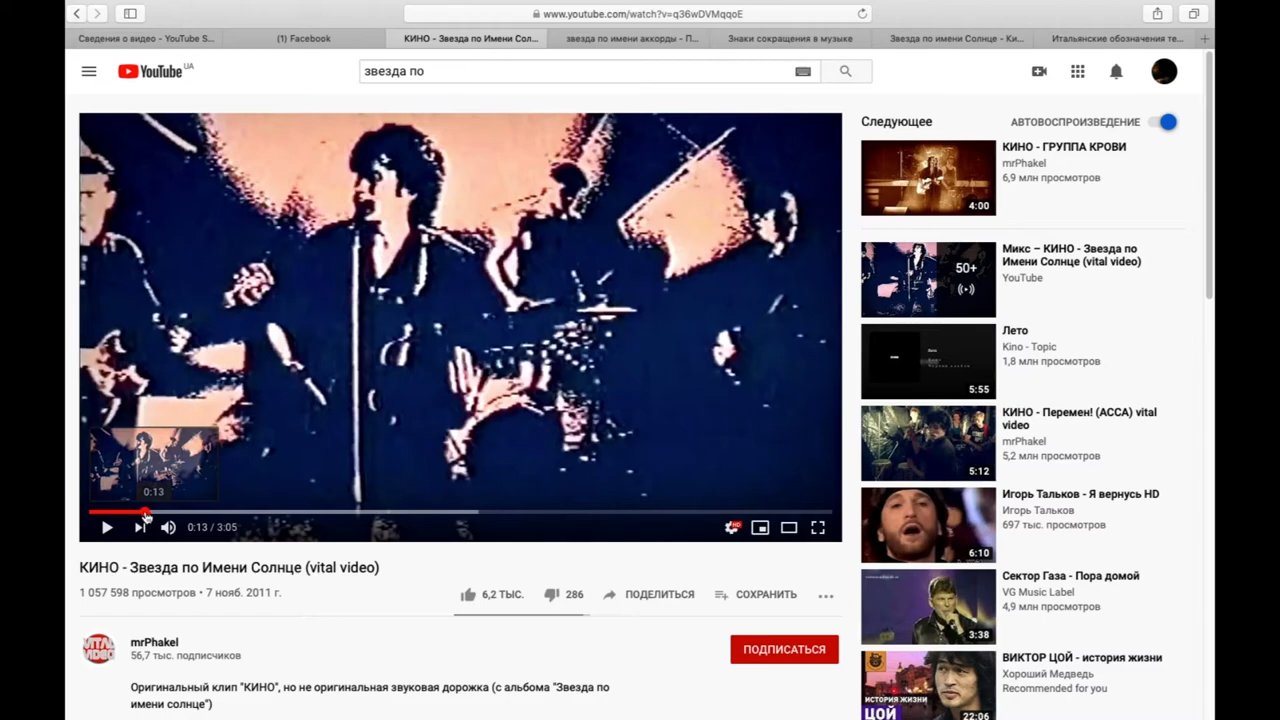 www.youtube.com/watch?v=q36wDVMqqoE
Сведения о видео - YouTube S...
(1) Facebook
КИНО - Звезда по Имени Сол...
звезда по имени аккорды - П...
Знаки сокращения в музыке
Звезда по имени Солнце - Ки...
Итальянские обозначения те...
YouTube UA
звезда по
Следующее
АВТОВОСПРОИЗВЕДЕНИЕ
КИНО - ГРУППА КРОВИ
mrPhakel
6,9 млн просмотров
4:00
Микс – КИНО - Звезда по
Имени Солнце (vital video)
YouTube
50+
Лето
Kino - Topic
1,8 млн просмотров
5:55
КИНО - Перемен! (АССА) vital
video
mrPhakel
5,2 млн просмотров
5:12
Игорь Тальков - Я вернусь HD
Игорь Тальков
697 тыс. просмотров
6:10
Сектор Газа - Пора домой
VG Music Label
4,9 млн просмотров
3:38
ВИКТОР ЦОЙ - история жизни
Хороший Медведь
Recommended for you
ИСТОРИЯ ЖИЗНИ
ЦОЙ
22:06
0:13
0:13 / 3:05
HD
КИНО - Звезда по Имени Солнце (vital video)
1 057 598 просмотров • 7 нояб. 2011 г.
6,2 ТЫС.
286
ПОДЕЛИТЬСЯ
СОХРАНИТЬ
VITAL
VIDEO
mrPhakel
56,7 тыс. подписчиков
ПОДПИСАТЬСЯ
Оригинальный клип "КИНО", но не оригинальная звуковая дорожка (с альбома "Звезда по
имени солнце")